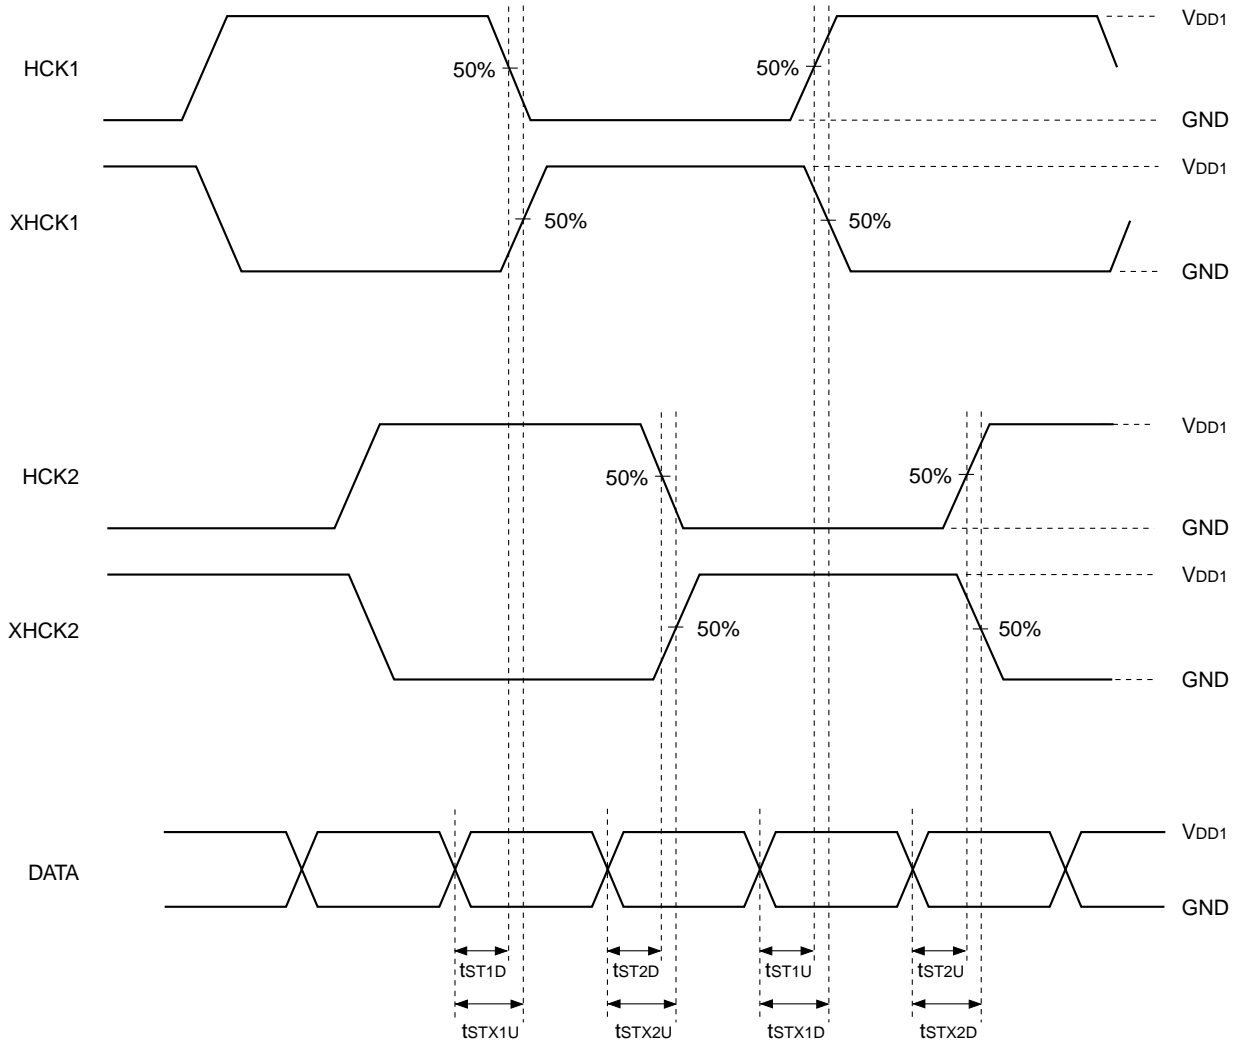 VDD1
HCK1
50%
50%
GND
VDD1
XHCK1
50%
50%
GND
VDD1
HCK2
50%
50%
GND
VDD1
XHCK2
50%
50%
GND
VDD1
DATA
GND
tST1D
tST2D
tST1U
tST2U
tSTX1U
tSTX2U
tSTX1D
tSTX2D